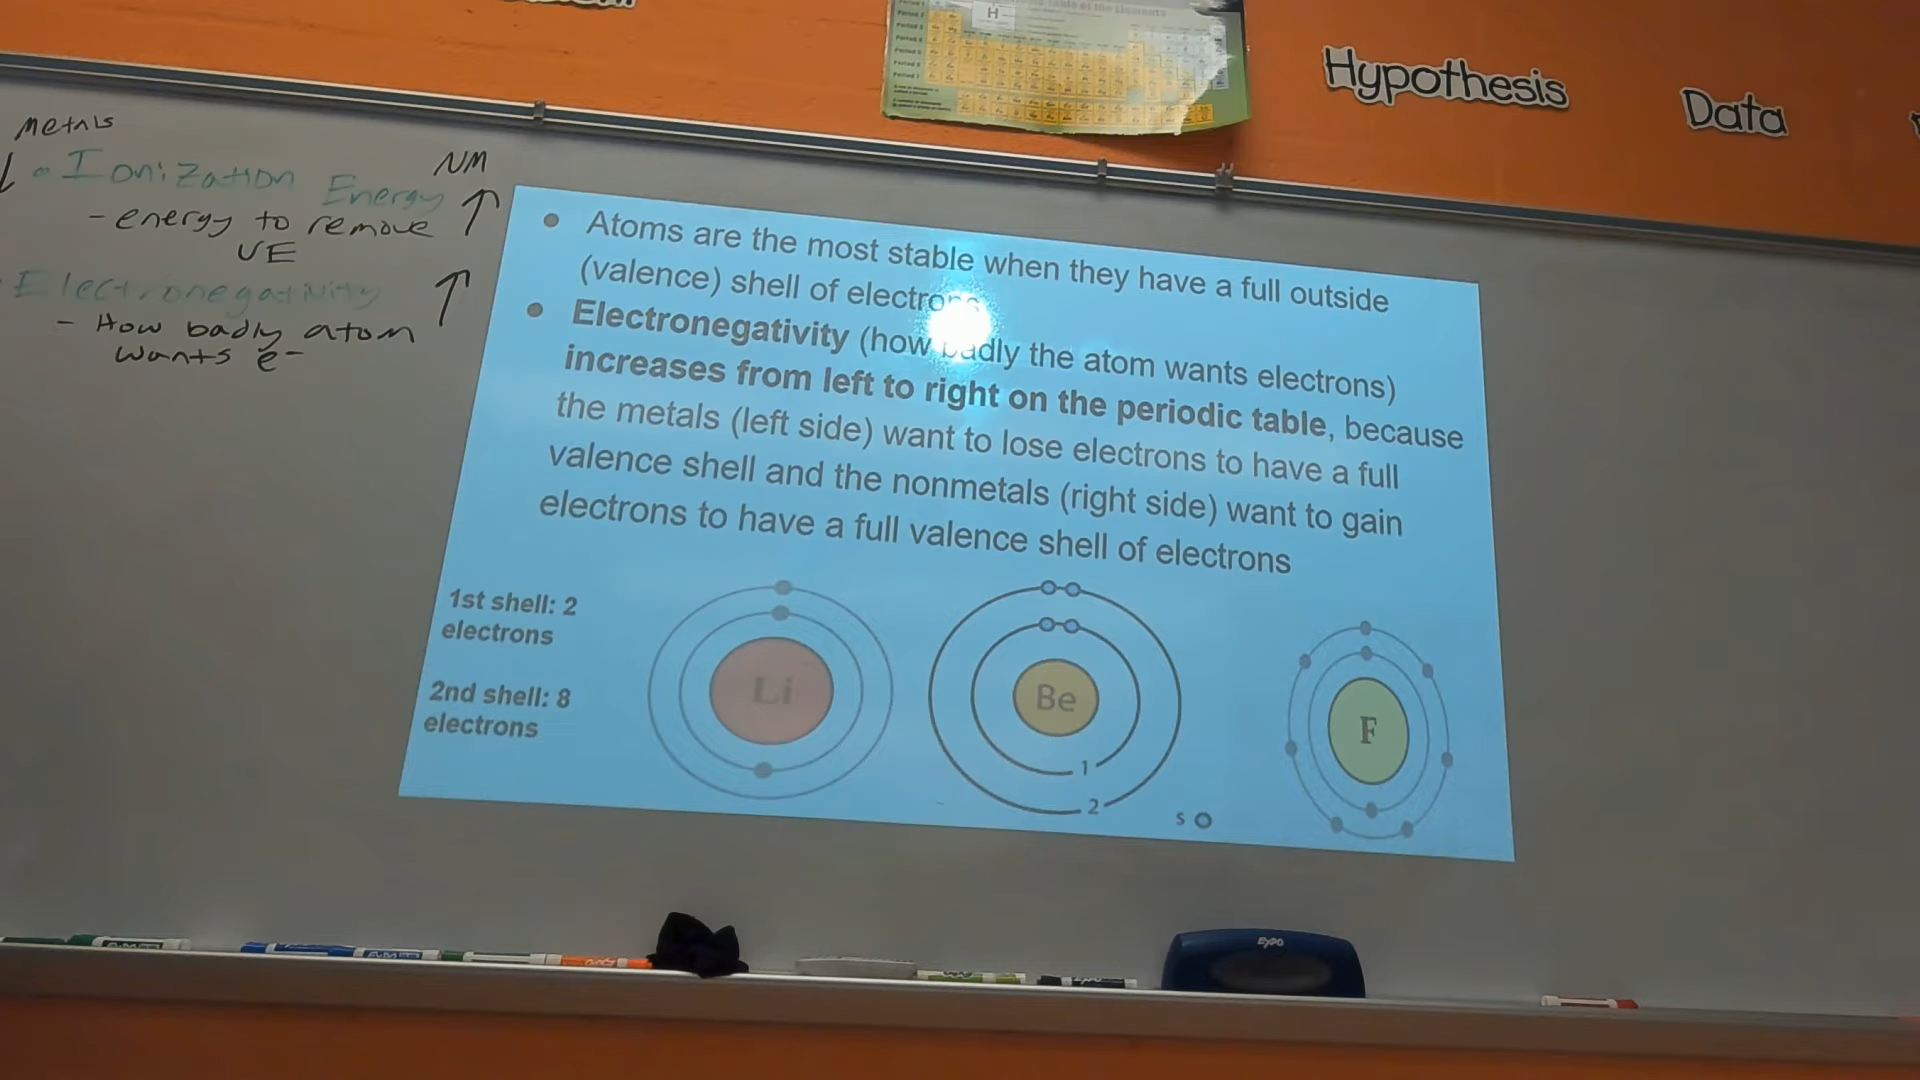 Hypothesis
Data
H
metals
NM
Ionization Energy
- energy to remove
VE
Electronegativity
- How badly atom
wants e-
• Atoms are the most stable when they have a full outside
(valence) shell of
• Electronegativity (how badly the atom wants electrons)
increases from left to right on the periodic table, because
the metals (left side) want to lose electrons to have a full
valence shell and the nonmetals (right side) want to gain
electrons to have a full valence shell of electrons
1st shell: 2
electrons
2nd shell: 8
electrons
Li
Be
1
2
s
F
EXPO